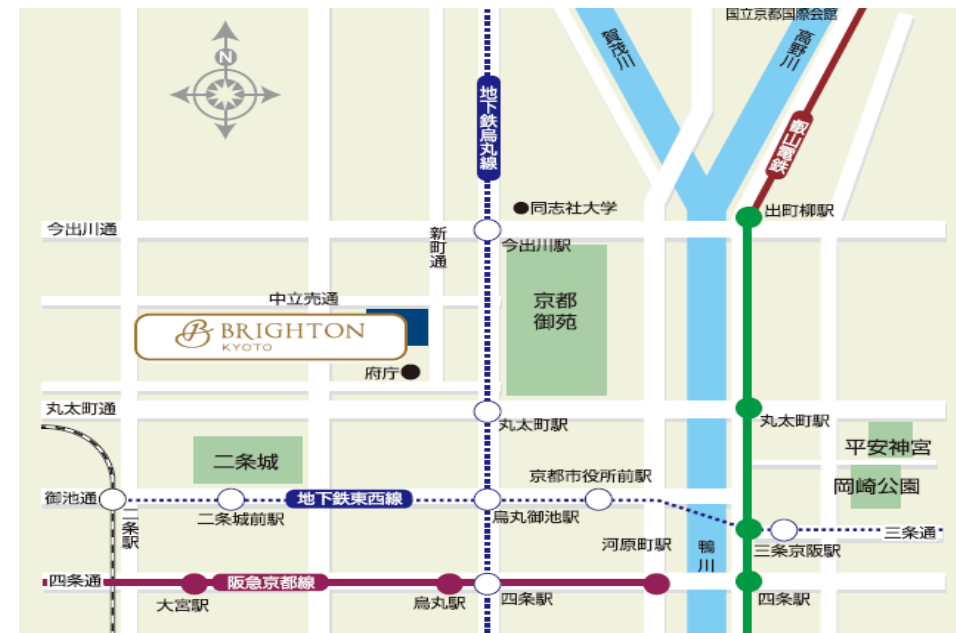 国立京都国際会館
賀茂川
高野川
N
地下鉄烏丸線
叡山電鉄
同志社大学
出町柳駅
今出川通
新町通
今出川駅
中立売通
京都
御苑
B BRIGHTON
KYOTO
府庁
丸太町通
丸太町駅
丸太町駅
平安神宮
二条城
京都市役所前駅
岡崎公園
御池通
地下鉄東西線
二条駅
二条城前駅
烏丸御池駅
三条通
河原町駅
鴨川
三条京阪駅
四条通
阪急京都線
大宮駅
烏丸駅
四条駅
四条駅